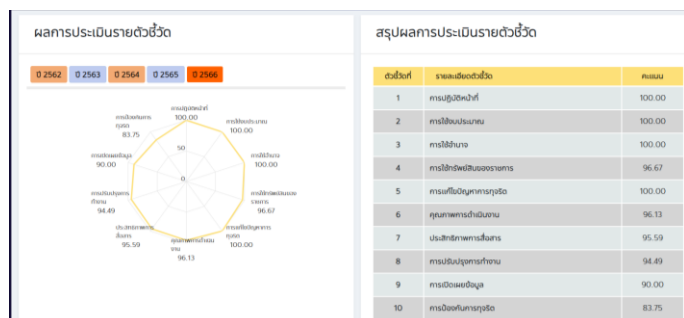 ผลการประเมินรายตัวชี้วัด
ปี 2562 ปี 2563 ปี 2564 ปี 2565 ปี 2566
การปฏิบัติหน้าที่
100.00
การใช้งบประมาณ
100.00
การใช้อำนาจ
100.00
การใช้ทรัพย์สินของ
ราชการ
96.67
การแก้ไขปัญหาการ
ทุจริต
100.00
คุณภาพการดำเนิน
งาน
96.13
ประสิทธิภาพการ
สื่อสาร
95.59
การปรับปรุงการ
ทำงาน
94.49
การเปิดเผยข้อมูล
90.00
การป้องกันการ
ทุจริต
83.75
50
0
สรุปผลการประเมินรายตัวชี้วัด
ตัวชี้วัดที่ รายละเอียดตัวชี้วัด คะแนน
1 การปฏิบัติหน้าที่ 100.00
2 การใช้งบประมาณ 100.00
3 การใช้อำนาจ 100.00
4 การใช้ทรัพย์สินของราชการ 96.67
5 การแก้ไขปัญหาการทุจริต 100.00
6 คุณภาพการดำเนินงาน 96.13
7 ประสิทธิภาพการสื่อสาร 95.59
8 การปรับปรุงการทำงาน 94.49
9 การเปิดเผยข้อมูล 90.00
10 การป้องกันการทุจริต 83.75